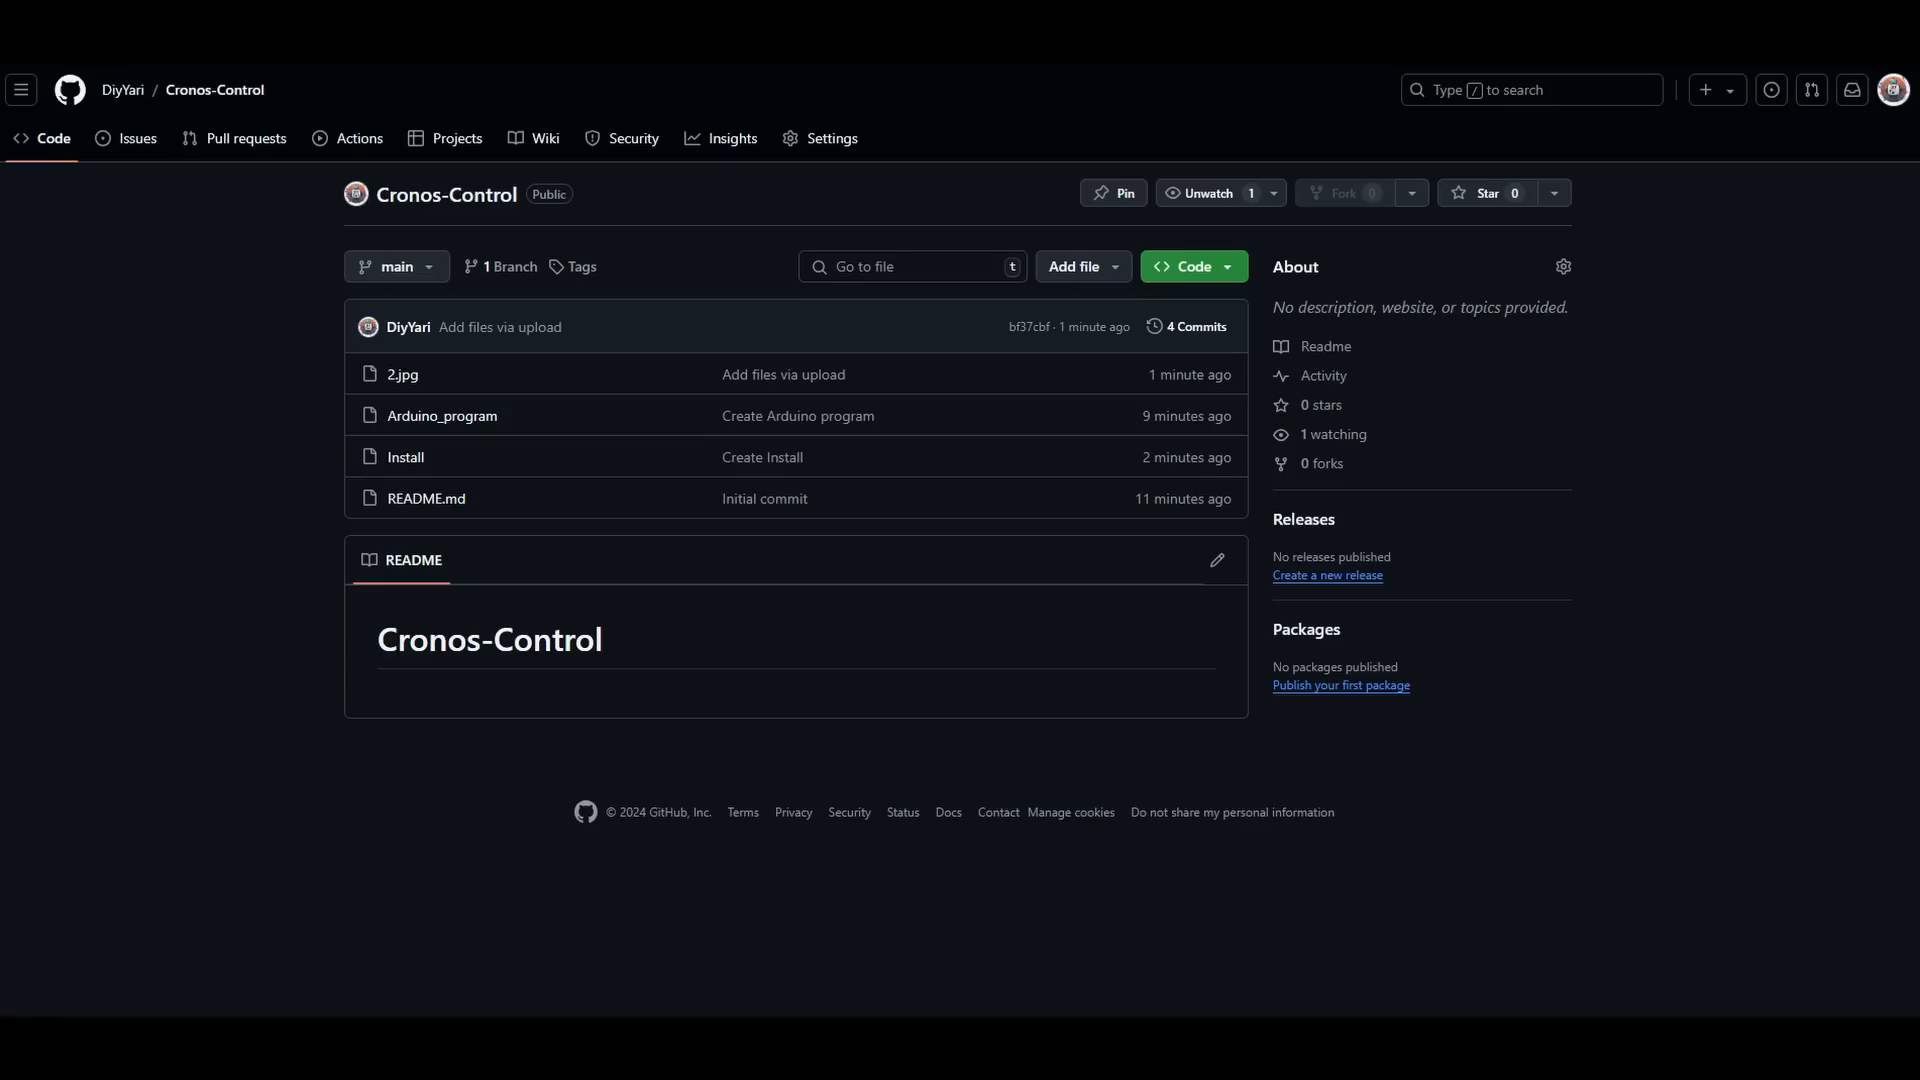 DiyYari / Cronos-Control
Type / to search
Code Issues Pull requests Actions Projects Wiki Security Insights Settings
Cronos-Control Public
Pin Unwatch 1 Fork 0 Star 0
main 1 Branch Tags Go to file t Add file Code
DiyYari Add files via upload bf37cbf · 1 minute ago 4 Commits
2.jpg Add files via upload 1 minute ago
Arduino_program Create Arduino program 9 minutes ago
Install Create Install 2 minutes ago
README.md Initial commit 11 minutes ago
README
Cronos-Control
About
No description, website, or topics provided.
Readme
Activity
0 stars
1 watching
0 forks
Releases
No releases published
Create a new release
Packages
No packages published
Publish your first package
© 2024 GitHub, Inc. Terms Privacy Security Status Docs Contact Manage cookies Do not share my personal information